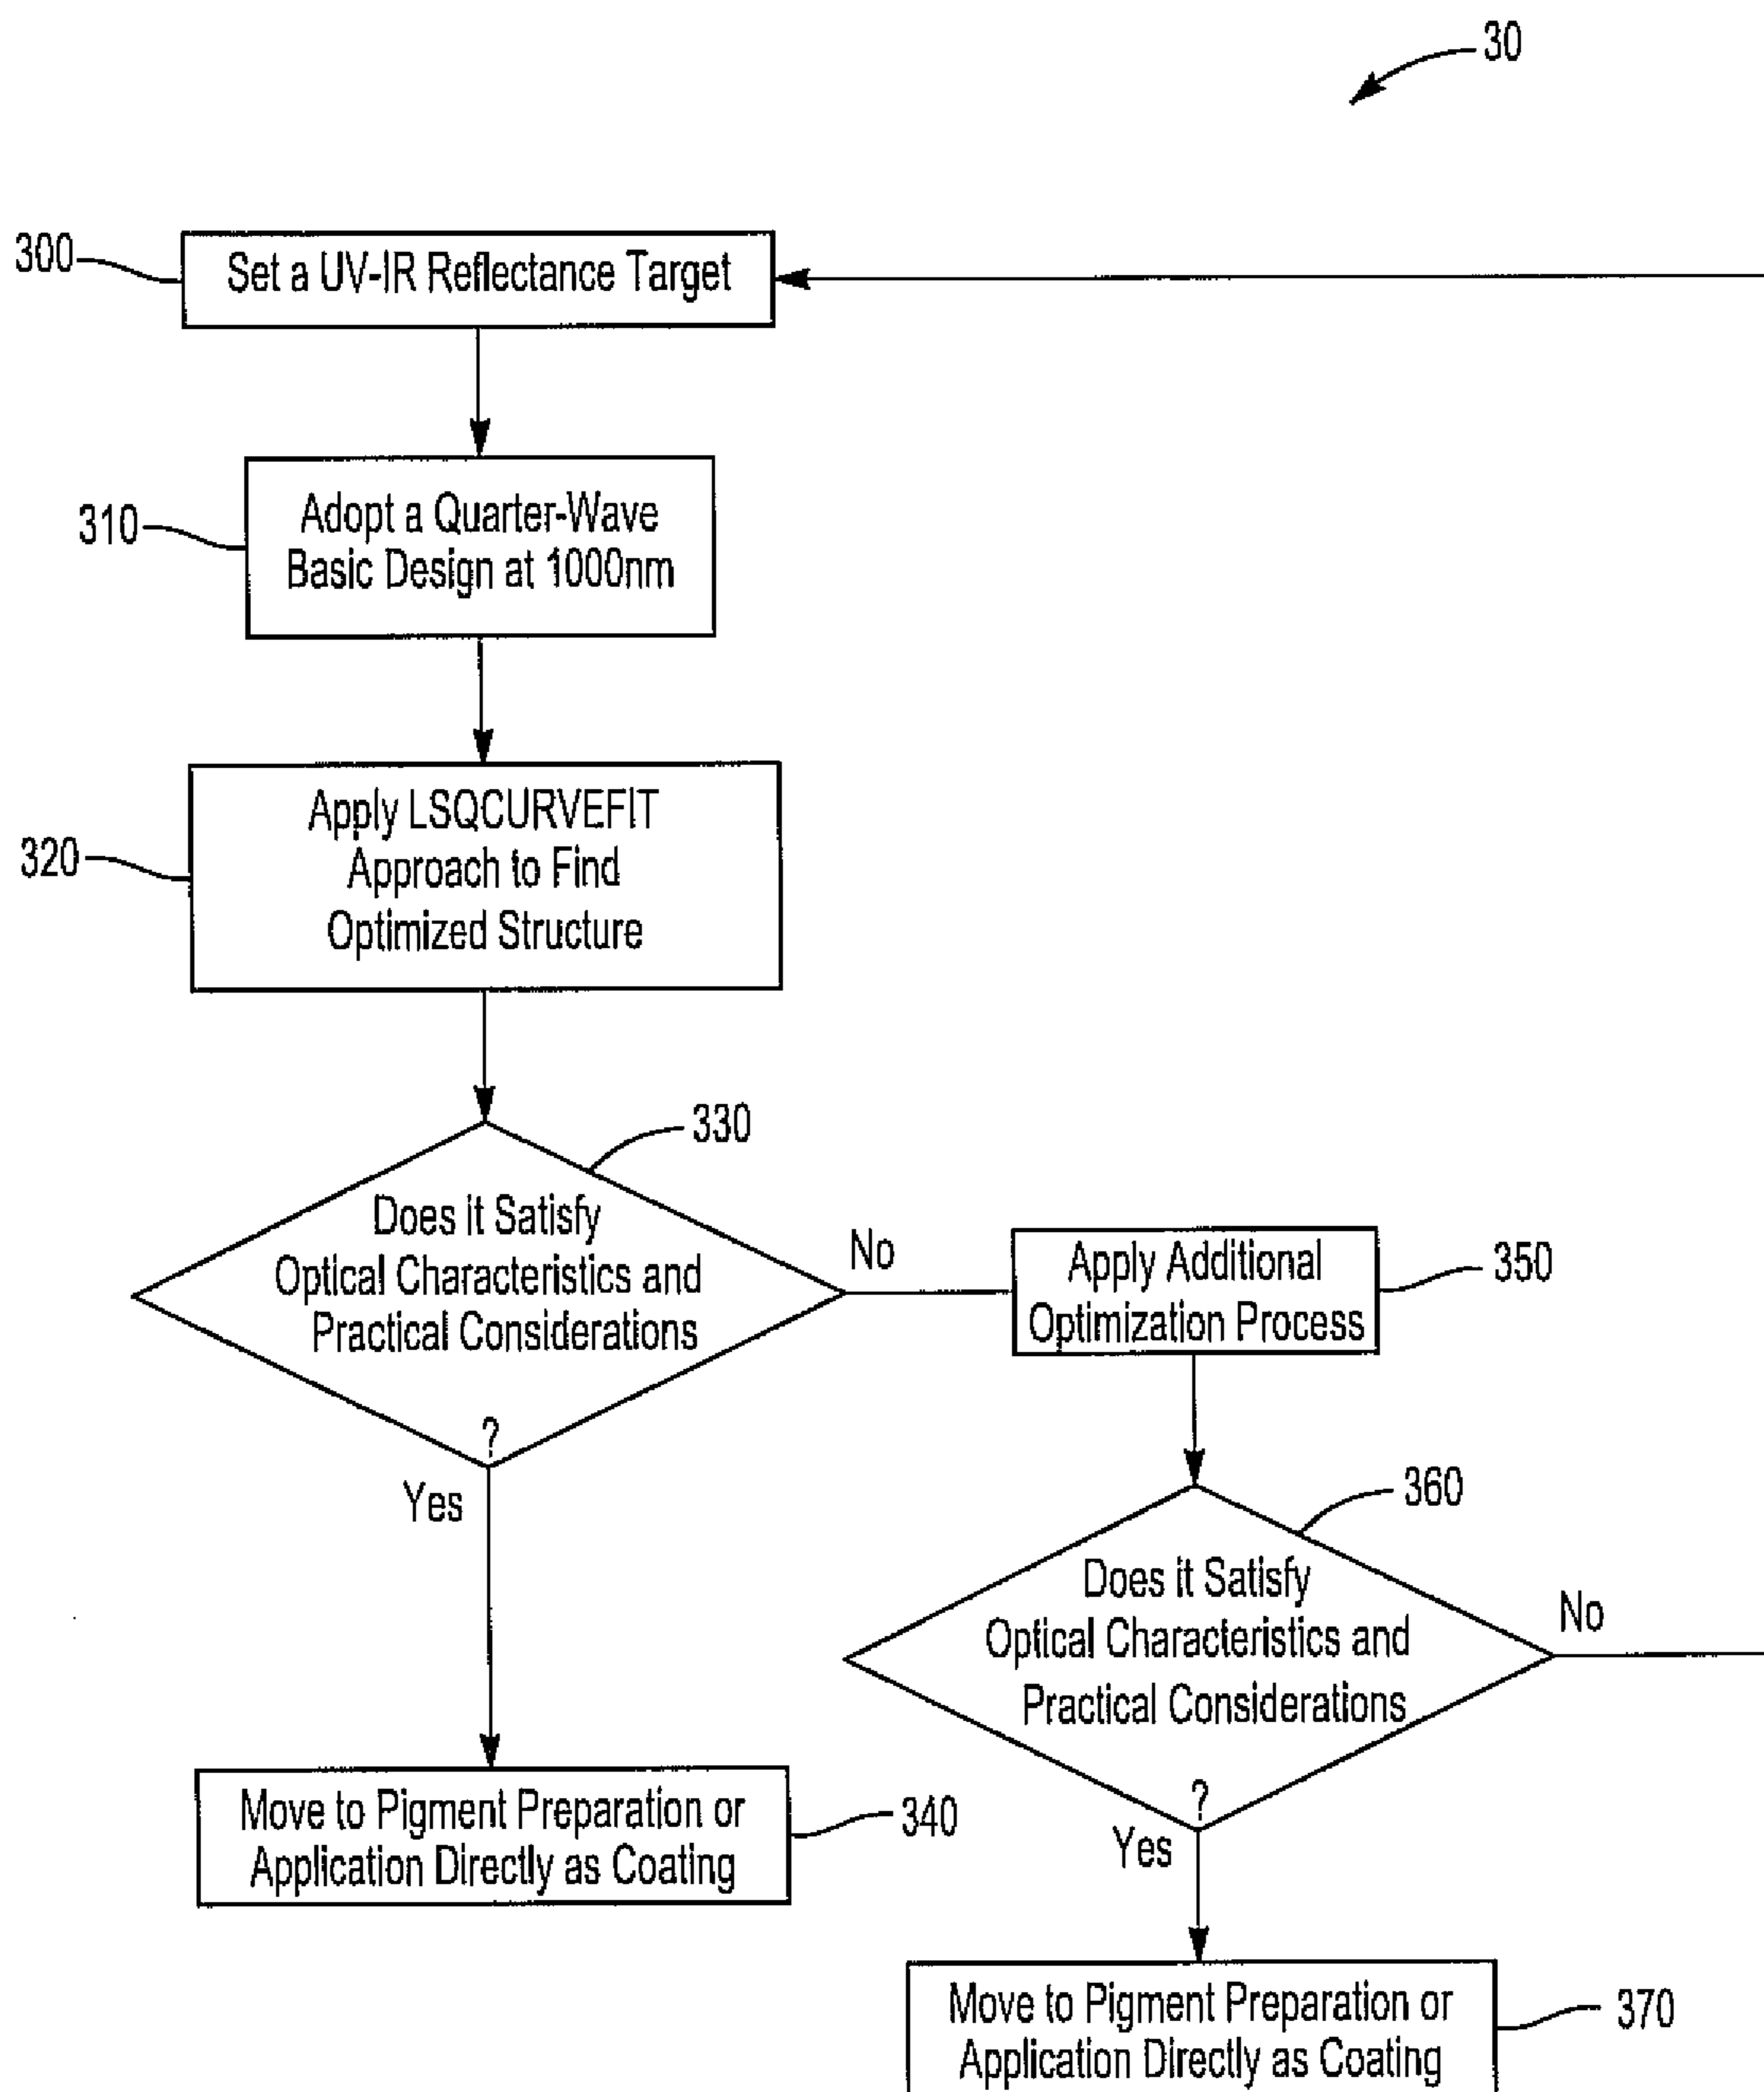 30
300
Set a UV-IR Reflectance Target
310
Adopt a Quarter-Wave
Basic Design at 1000nm
320
Apply LSQCURVEFIT
Approach to Find
Optimized Structure
330
Does it Satisfy
Optical Characteristics and
Practical Considerations
?
No
Yes
Apply Additional
Optimization Process
350
360
Does it Satisfy
Optical Characteristics and
Practical Considerations
?
No
Yes
Move to Pigment Preparation or
Application Directly as Coating
340
Move to Pigment Preparation or
Application Directly as Coating
370